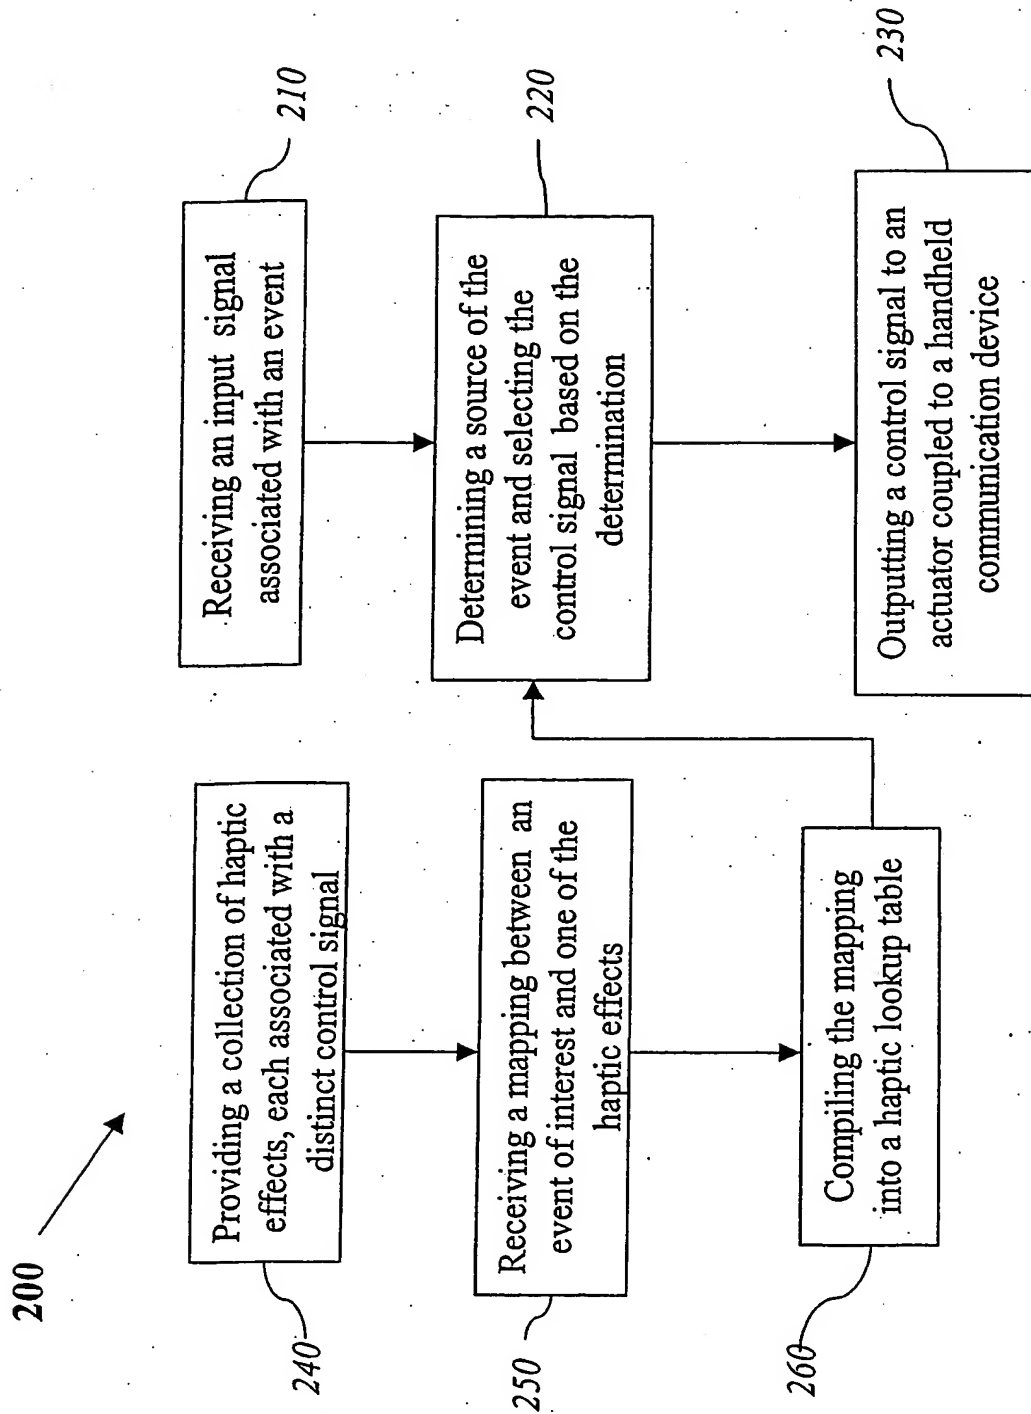 200
Providing a collection of haptic
effects, each associated with a
distinct control signal
240
Receiving a mapping between an
event of interest and one of the
haptic effects
250
Compiling the mapping
into a haptic lookup table
260
Receiving an input signal
associated with an event
210
Determining a source of the
event and selecting the
control signal based on the
determination
220
Outputting a control signal to an
actuator coupled to a handheld
communication device
230